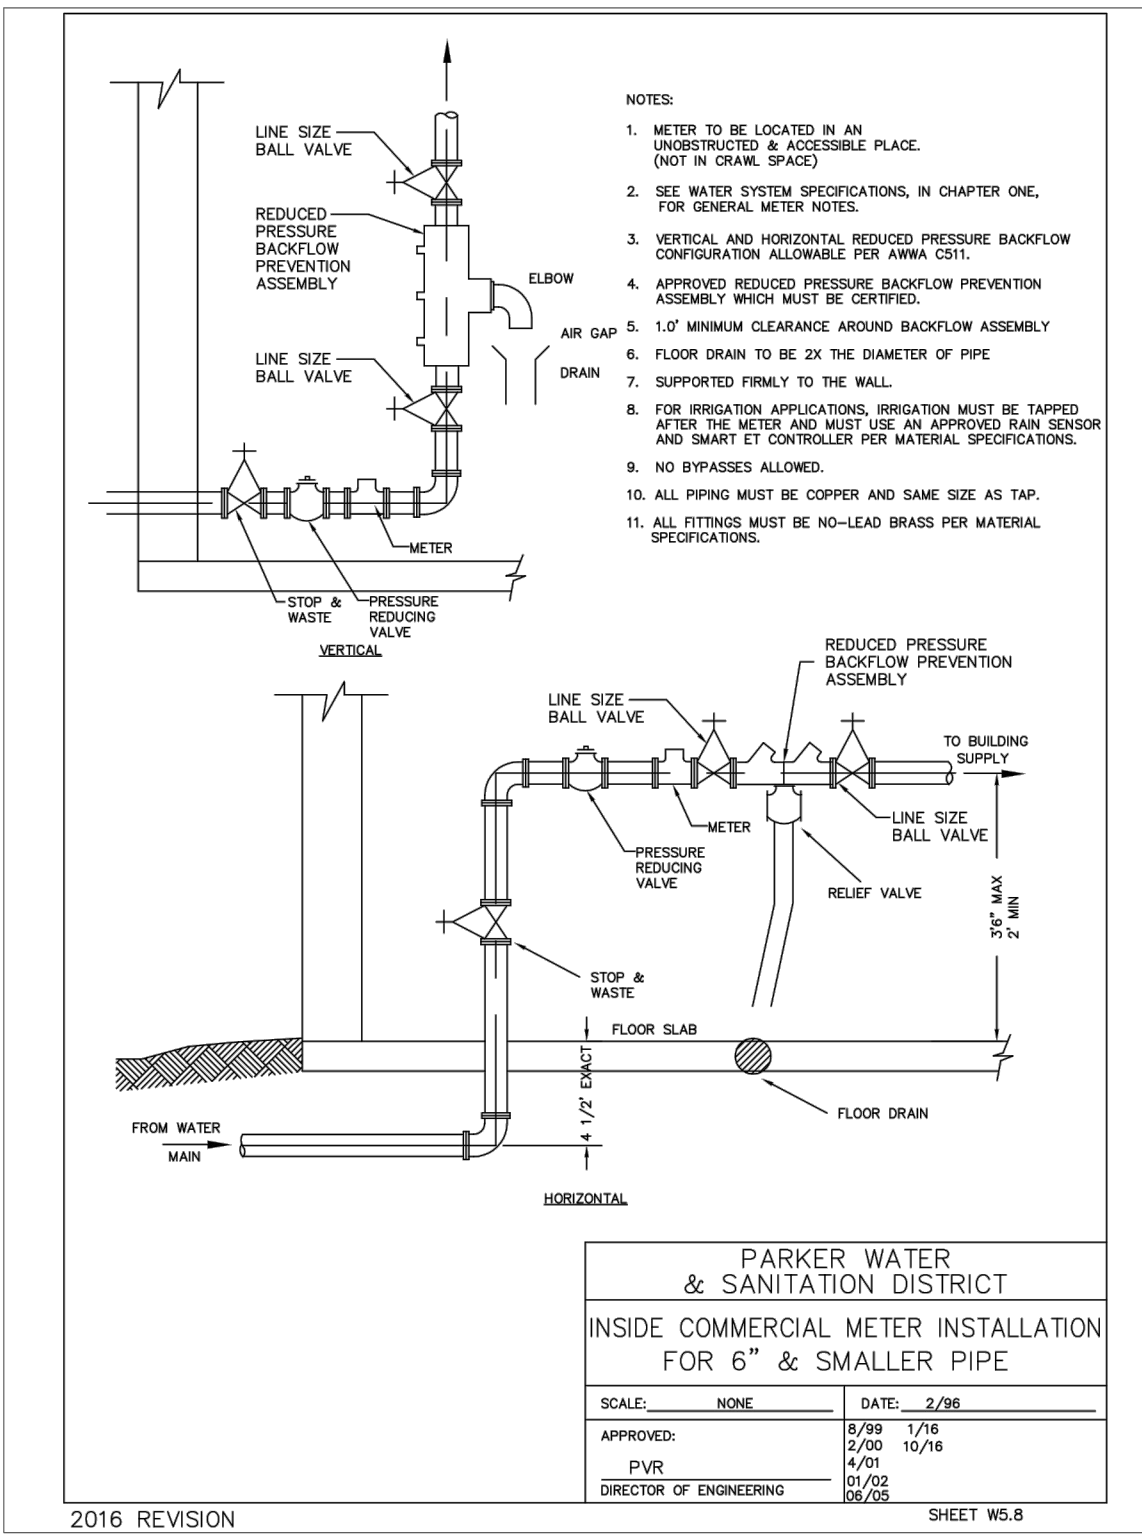 LINE SIZE
BALL VALVE
REDUCED
PRESSURE
BACKFLOW
PREVENTION
ASSEMBLY
ELBOW
AIR GAP
DRAIN
LINE SIZE
BALL VALVE
METER
STOP &
WASTE
PRESSURE
REDUCING
VALVE
VERTICAL
NOTES:
1. METER TO BE LOCATED IN AN
UNOBSTRUCTED & ACCESSIBLE PLACE.
(NOT IN CRAWL SPACE)
2. SEE WATER SYSTEM SPECIFICATIONS, IN CHAPTER ONE,
FOR GENERAL METER NOTES.
3. VERTICAL AND HORIZONTAL REDUCED PRESSURE BACKFLOW
CONFIGURATION ALLOWABLE PER AWWA C511.
4. APPROVED REDUCED PRESSURE BACKFLOW PREVENTION
ASSEMBLY WHICH MUST BE CERTIFIED.
5. 1.0' MINIMUM CLEARANCE AROUND BACKFLOW ASSEMBLY
6. FLOOR DRAIN TO BE 2X THE DIAMETER OF PIPE
7. SUPPORTED FIRMLY TO THE WALL.
8. FOR IRRIGATION APPLICATIONS, IRRIGATION MUST BE TAPPED
AFTER THE METER AND MUST USE AN APPROVED RAIN SENSOR
AND SMART ET CONTROLLER PER MATERIAL SPECIFICATIONS.
9. NO BYPASSES ALLOWED.
10. ALL PIPING MUST BE COPPER AND SAME SIZE AS TAP.
11. ALL FITTINGS MUST BE NO-LEAD BRASS PER MATERIAL
SPECIFICATIONS.
REDUCED PRESSURE
BACKFLOW PREVENTION
ASSEMBLY
LINE SIZE
BALL VALVE
TO BUILDING
SUPPLY
METER
LINE SIZE
BALL VALVE
PRESSURE
REDUCING
VALVE
RELIEF VALVE
3'6" MAX
2' MIN
STOP &
WASTE
FLOOR SLAB
4 1/2' EXACT
FLOOR DRAIN
FROM WATER
MAIN
HORIZONTAL
PARKER WATER
& SANITATION DISTRICT
INSIDE COMMERCIAL METER INSTALLATION
FOR 6" & SMALLER PIPE
SCALE: NONE
DATE: 2/96
APPROVED:
PVR
DIRECTOR OF ENGINEERING
8/99 1/16
2/00 10/16
4/01
01/02
06/05
2016 REVISION
SHEET W5.8